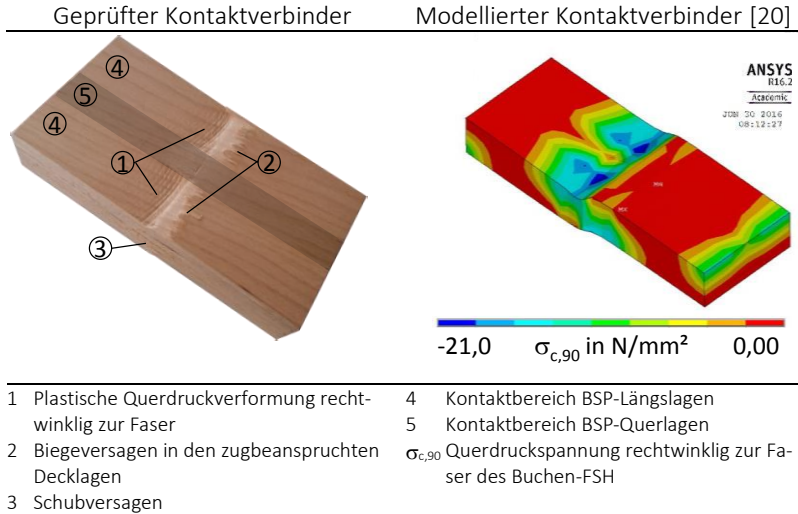 Geprüfter Kontaktverbinder
Modellierter Kontaktverbinder [20]
4
5
4
1
2
3
ANSYS
R16.2
Academic
JUN 30 2016
08:12:27
MN
MX
-21,0 σc,90 in N/mm² 0,00
1 Plastische Querdruckverformung recht-
winklig zur Faser
2 Biegeversagen in den zugbeanspruchten
Decklagen
3 Schubversagen
4 Kontaktbereich BSP-Längslagen
5 Kontaktbereich BSP-Querlagen
σc,90 Querdruckspannung rechtwinklig zur Fa-
ser des Buchen-FSH